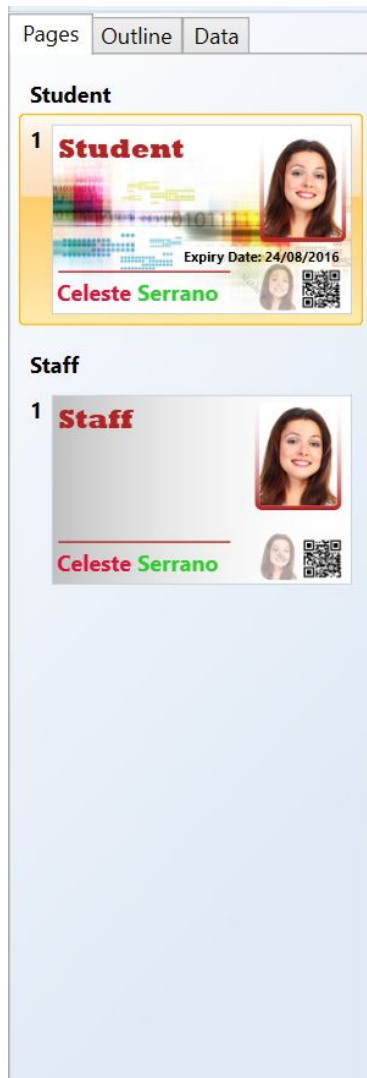 Pages Outline Data
Student
1
Student
Expiry Date: 24/08/2016
Celeste Serrano
Staff
1
Staff
Celeste Serrano